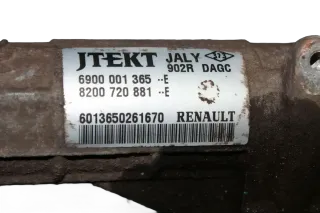 JTEKT JALY
902R DAGC
6900 001 365 --E
8200 720 881 --E
6013650261670 RENAULT